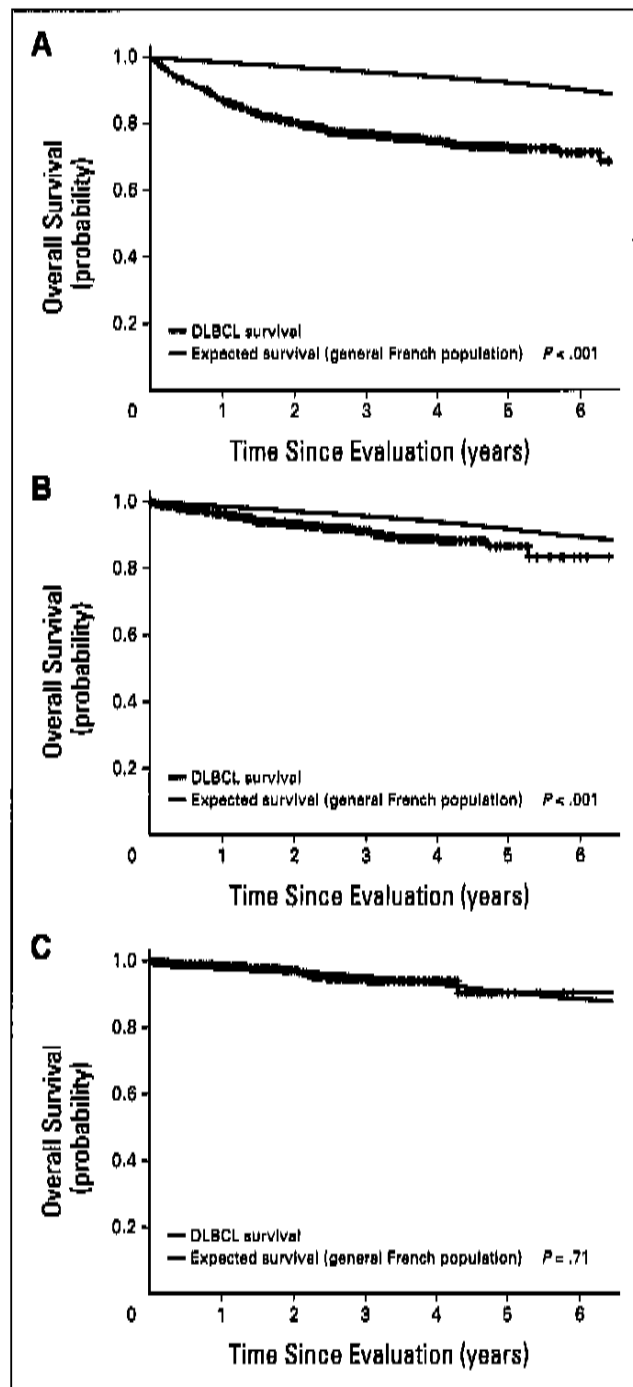 A
1.0
0.8
0.6
0.4
0.2
0
1 2 3 4 5 6
Overall Survival
(probability)
DLBCL survival
Expected survival (general French population) P < .001
Time Since Evaluation (years)
B
1.0
0.8
0.6
0.4
0.2
0
1 2 3 4 5 6
Overall Survival
(probability)
DLBCL survival
Expected survival (general French population) P < .001
Time Since Evaluation (years)
C
1.0
0.8
0.6
0.4
0.2
0
1 2 3 4 5 6
Overall Survival
(probability)
DLBCL survival
Expected survival (general French population) P = .71
Time Since Evaluation (years)